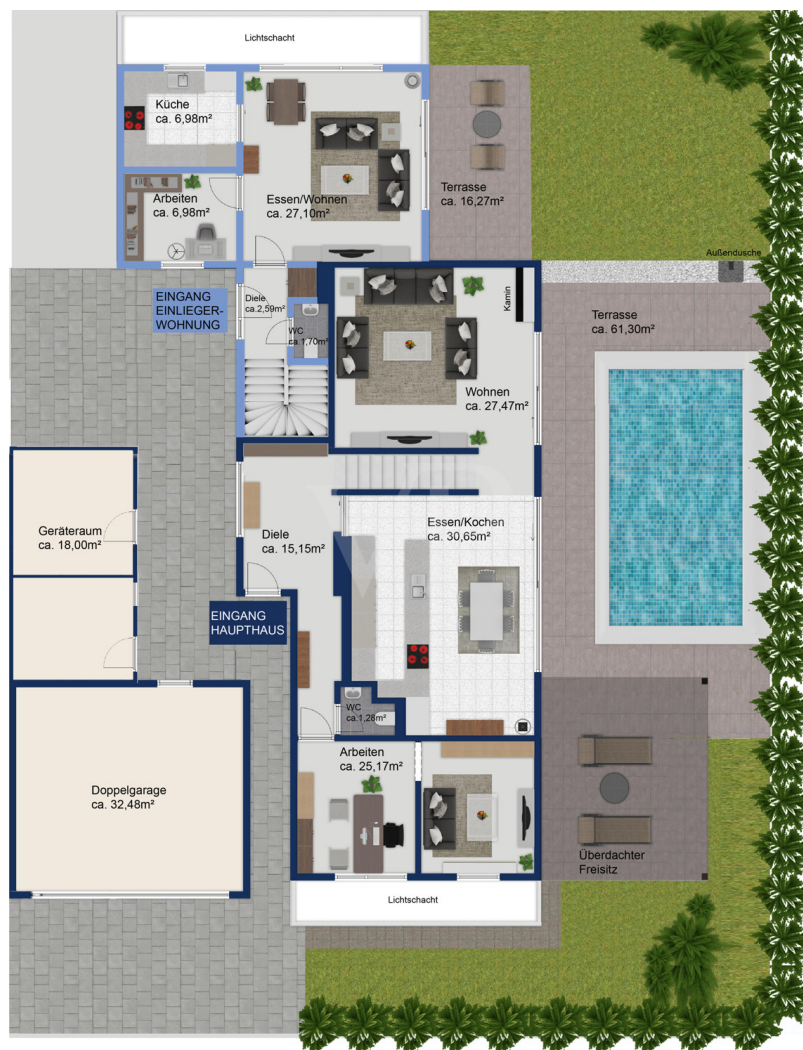 Lichtschacht
Küche
ca. 6,98m²
Arbeiten
ca. 6,98m²
Essen/Wohnen
ca. 27,10m²
Terrasse
ca. 16,27m²
Außendusche
EINGANG
EINLIEGER-
WOHNUNG
Diele
ca.2,59m²
WC
ca.1,70m²
Kamin
Terrasse
ca. 61,30m²
Wohnen
ca. 27,47m²
Geräteraum
ca. 18,00m²
Diele
ca. 15,15m²
Essen/Kochen
ca. 30,65m²
EINGANG
HAUPTHAUS
WC
ca.1,28m²
Arbeiten
ca. 25,17m²
Doppelgarage
ca. 32,48m²
Überdachter
Freisitz
Lichtschacht